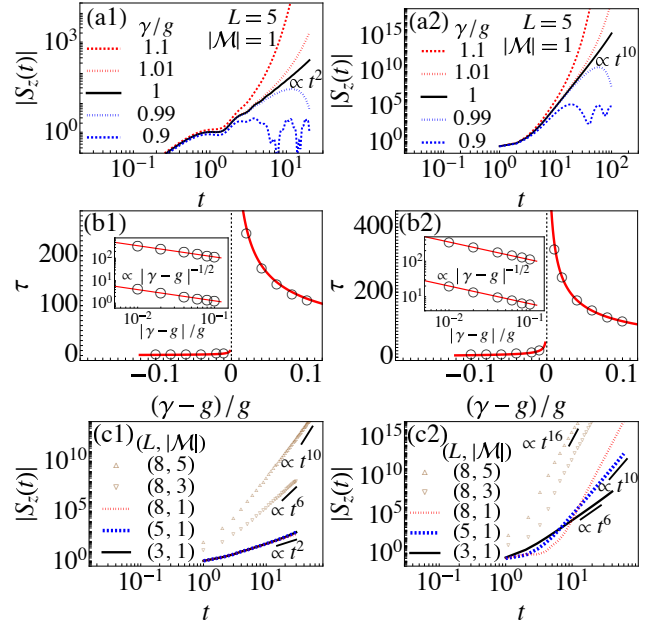 (a1)
γ/g
1.1
1.01
1
0.99
0.9
L = 5
|ℳ| = 1
∝ t^2
|S_z(t)|
10^3
10^0
10^{-1}
10^0
10^1
t
(a2)
γ/g
1.1
1.01
1
0.99
0.9
L = 5
|ℳ| = 1
∝ t^{10}
|S_z(t)|
10^{15}
10^{10}
10^5
10^0
10^{-1}
10^0
10^1
10^2
t
(b1)
τ
200
100
0
10^2
10^1
10^0
∝ | γ − g |^{−1/2}
10^{-2}
10^{-1}
|γ−g| /g
−0.1
0
0.1
(γ − g)/g
(b2)
τ
400
200
0
10^2
10^1
∝ | γ − g |^{−1/2}
10^{-2}
10^{-1}
|γ−g| /g
−0.1
0
0.1
(γ − g)/g
(c1)
(L, |ℳ|)
(8, 5)
(8, 3)
(8, 1)
(5, 1)
(3, 1)
∝ t^{10}
∝ t^6
∝ t^2
|S_z(t)|
10^{10}
10^5
10^0
10^{-1}
10^0
10^1
t
(c2)
(L, |ℳ|)
(8, 5)
(8, 3)
(8, 1)
(5, 1)
(3, 1)
∝ t^{16}
∝ t^{10}
∝ t^6
|S_z(t)|
10^{15}
10^{10}
10^5
10^0
10^{-1}
10^0
10^1
10^2
t